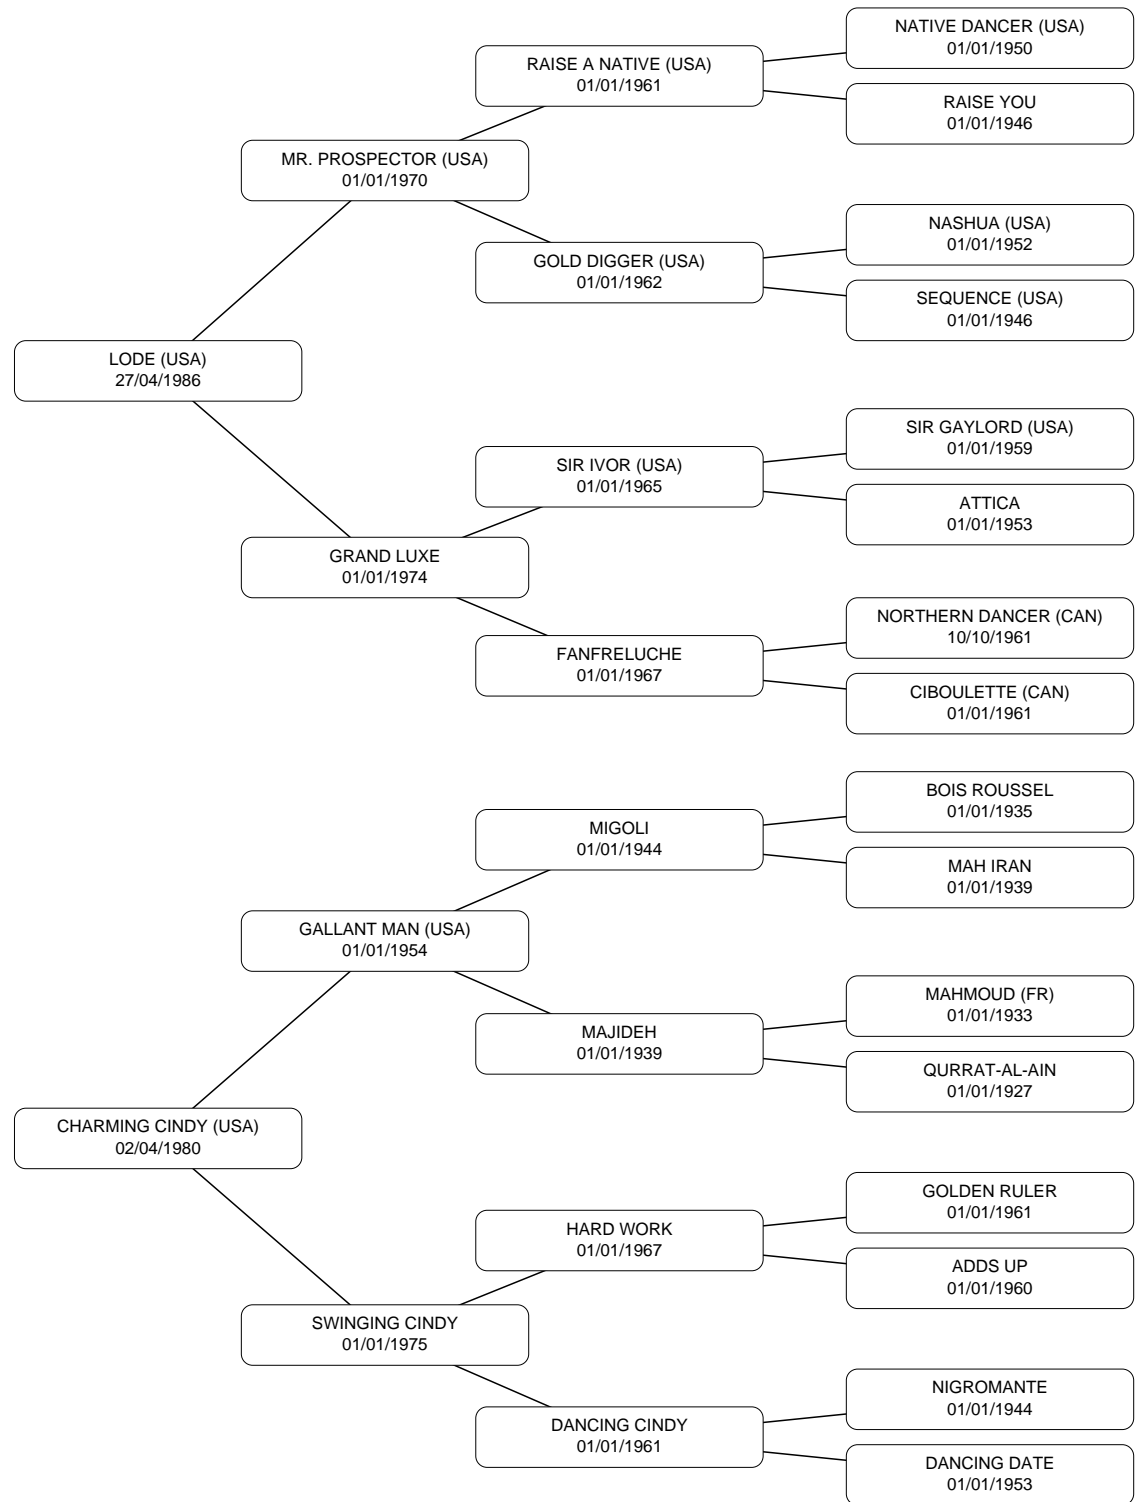 NATIVE DANCER (USA)
01/01/1950
RAISE A NATIVE (USA)
01/01/1961
RAISE YOU
01/01/1946
MR. PROSPECTOR (USA)
01/01/1970
NASHUA (USA)
01/01/1952
GOLD DIGGER (USA)
01/01/1962
SEQUENCE (USA)
01/01/1946
LODE (USA)
27/04/1986
SIR GAYLORD (USA)
01/01/1959
SIR IVOR (USA)
01/01/1965
ATTICA
01/01/1953
GRAND LUXE
01/01/1974
NORTHERN DANCER (CAN)
10/10/1961
FANFRELUCHE
01/01/1967
CIBOULETTE (CAN)
01/01/1961
BOIS ROUSSEL
01/01/1935
MIGOLI
01/01/1944
MAH IRAN
01/01/1939
GALLANT MAN (USA)
01/01/1954
MAHMOUD (FR)
01/01/1933
MAJIDEH
01/01/1939
QURRAT-AL-AIN
01/01/1927
CHARMING CINDY (USA)
02/04/1980
GOLDEN RULER
01/01/1961
HARD WORK
01/01/1967
ADDS UP
01/01/1960
SWINGING CINDY
01/01/1975
NIGROMANTE
01/01/1944
DANCING CINDY
01/01/1961
DANCING DATE
01/01/1953